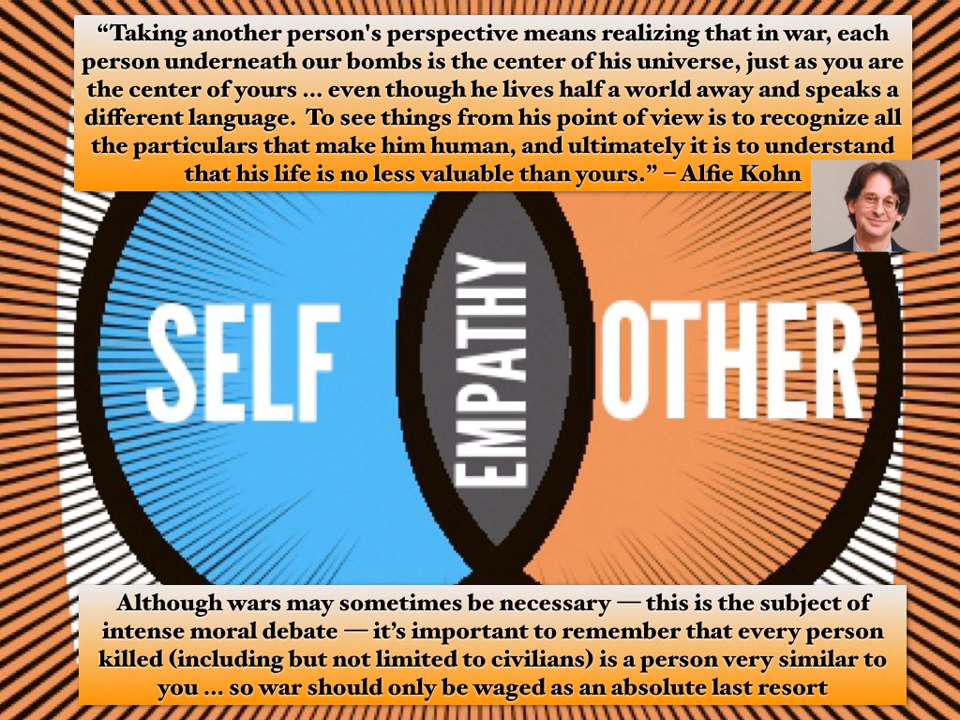 “Taking another person's perspective means realizing that in war, each
person underneath our bombs is the center of his universe, just as you are
the center of yours ... even though he lives half a world away and speaks a
different language.  To see things from his point of view is to recognize all
the particulars that make him human, and ultimately it is to understand
that his life is no less valuable than yours.” – Alfie Kohn
SELF
EMPATHY
OTHER
Although wars may sometimes be necessary — this is the subject of
intense moral debate — it’s important to remember that every person
killed (including but not limited to civilians) is a person very similar to
you ... so war should only be waged as an absolute last resort